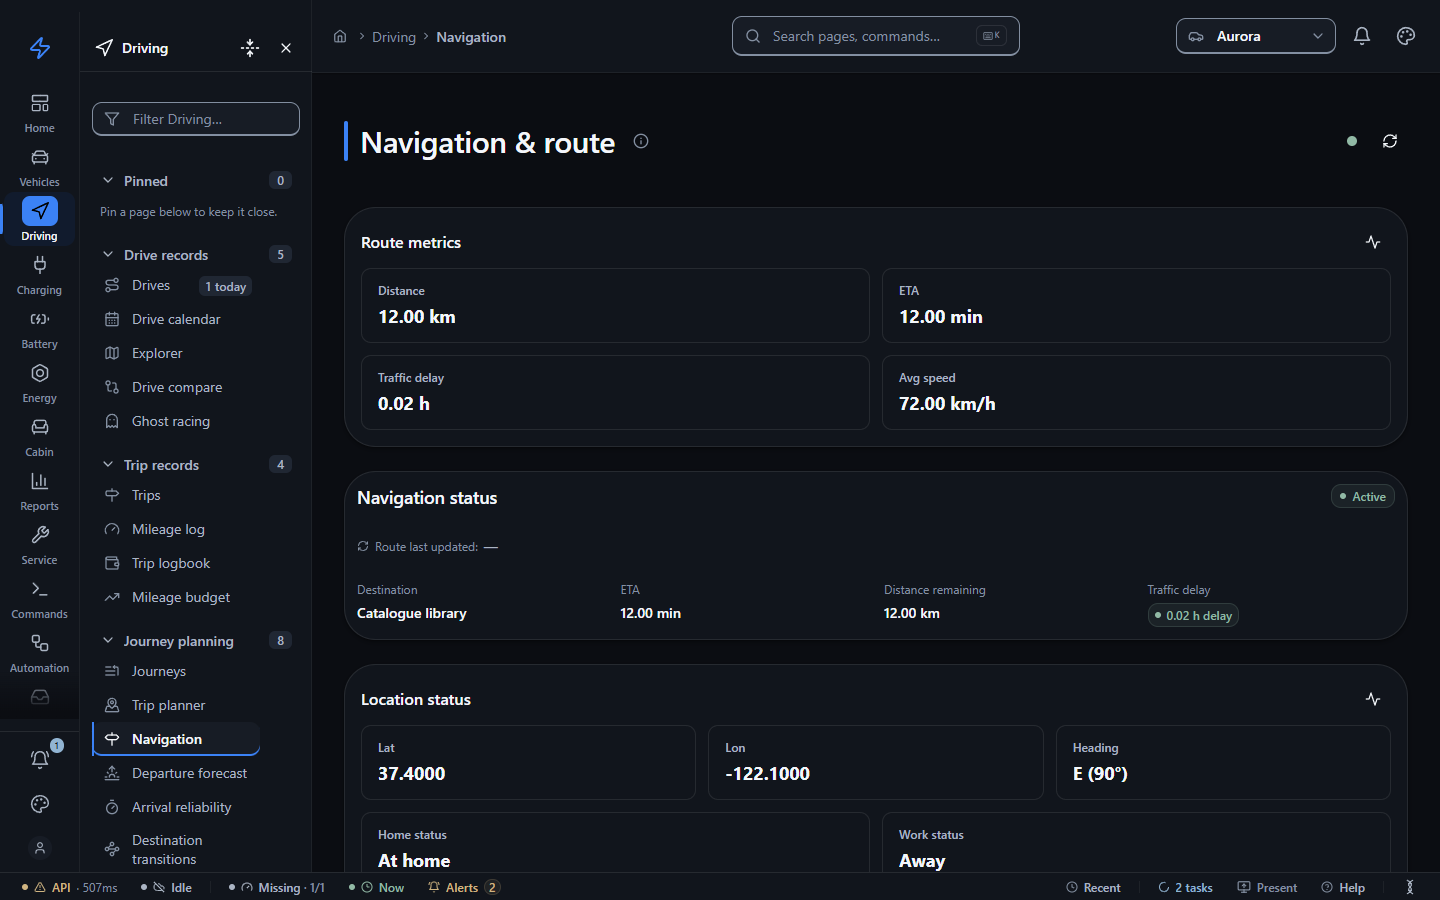 Driving
Driving
Navigation
Search pages, commands...
K
Aurora
Home
Vehicles
Driving
Charging
Battery
Energy
Cabin
Reports
Service
Commands
Automation
1
Filter Driving...
Pinned
0
Pin a page below to keep it close.
Drive records
5
Drives
1 today
Drive calendar
Explorer
Drive compare
Ghost racing
Trip records
4
Trips
Mileage log
Trip logbook
Mileage budget
Journey planning
8
Journeys
Trip planner
Navigation
Departure forecast
Arrival reliability
Destination
transitions
Navigation & route
Route metrics
Distance
12.00 km
ETA
12.00 min
Traffic delay
0.02 h
Avg speed
72.00 km/h
Navigation status
Active
Route last updated: —
Destination
Catalogue library
ETA
12.00 min
Distance remaining
12.00 km
Traffic delay
0.02 h delay
Location status
Lat
37.4000
Lon
-122.1000
Heading
E (90°)
Home status
At home
Work status
Away
API · 507ms
Idle
Missing · 1/1
Now
Alerts 2
Recent
2 tasks
Present
Help